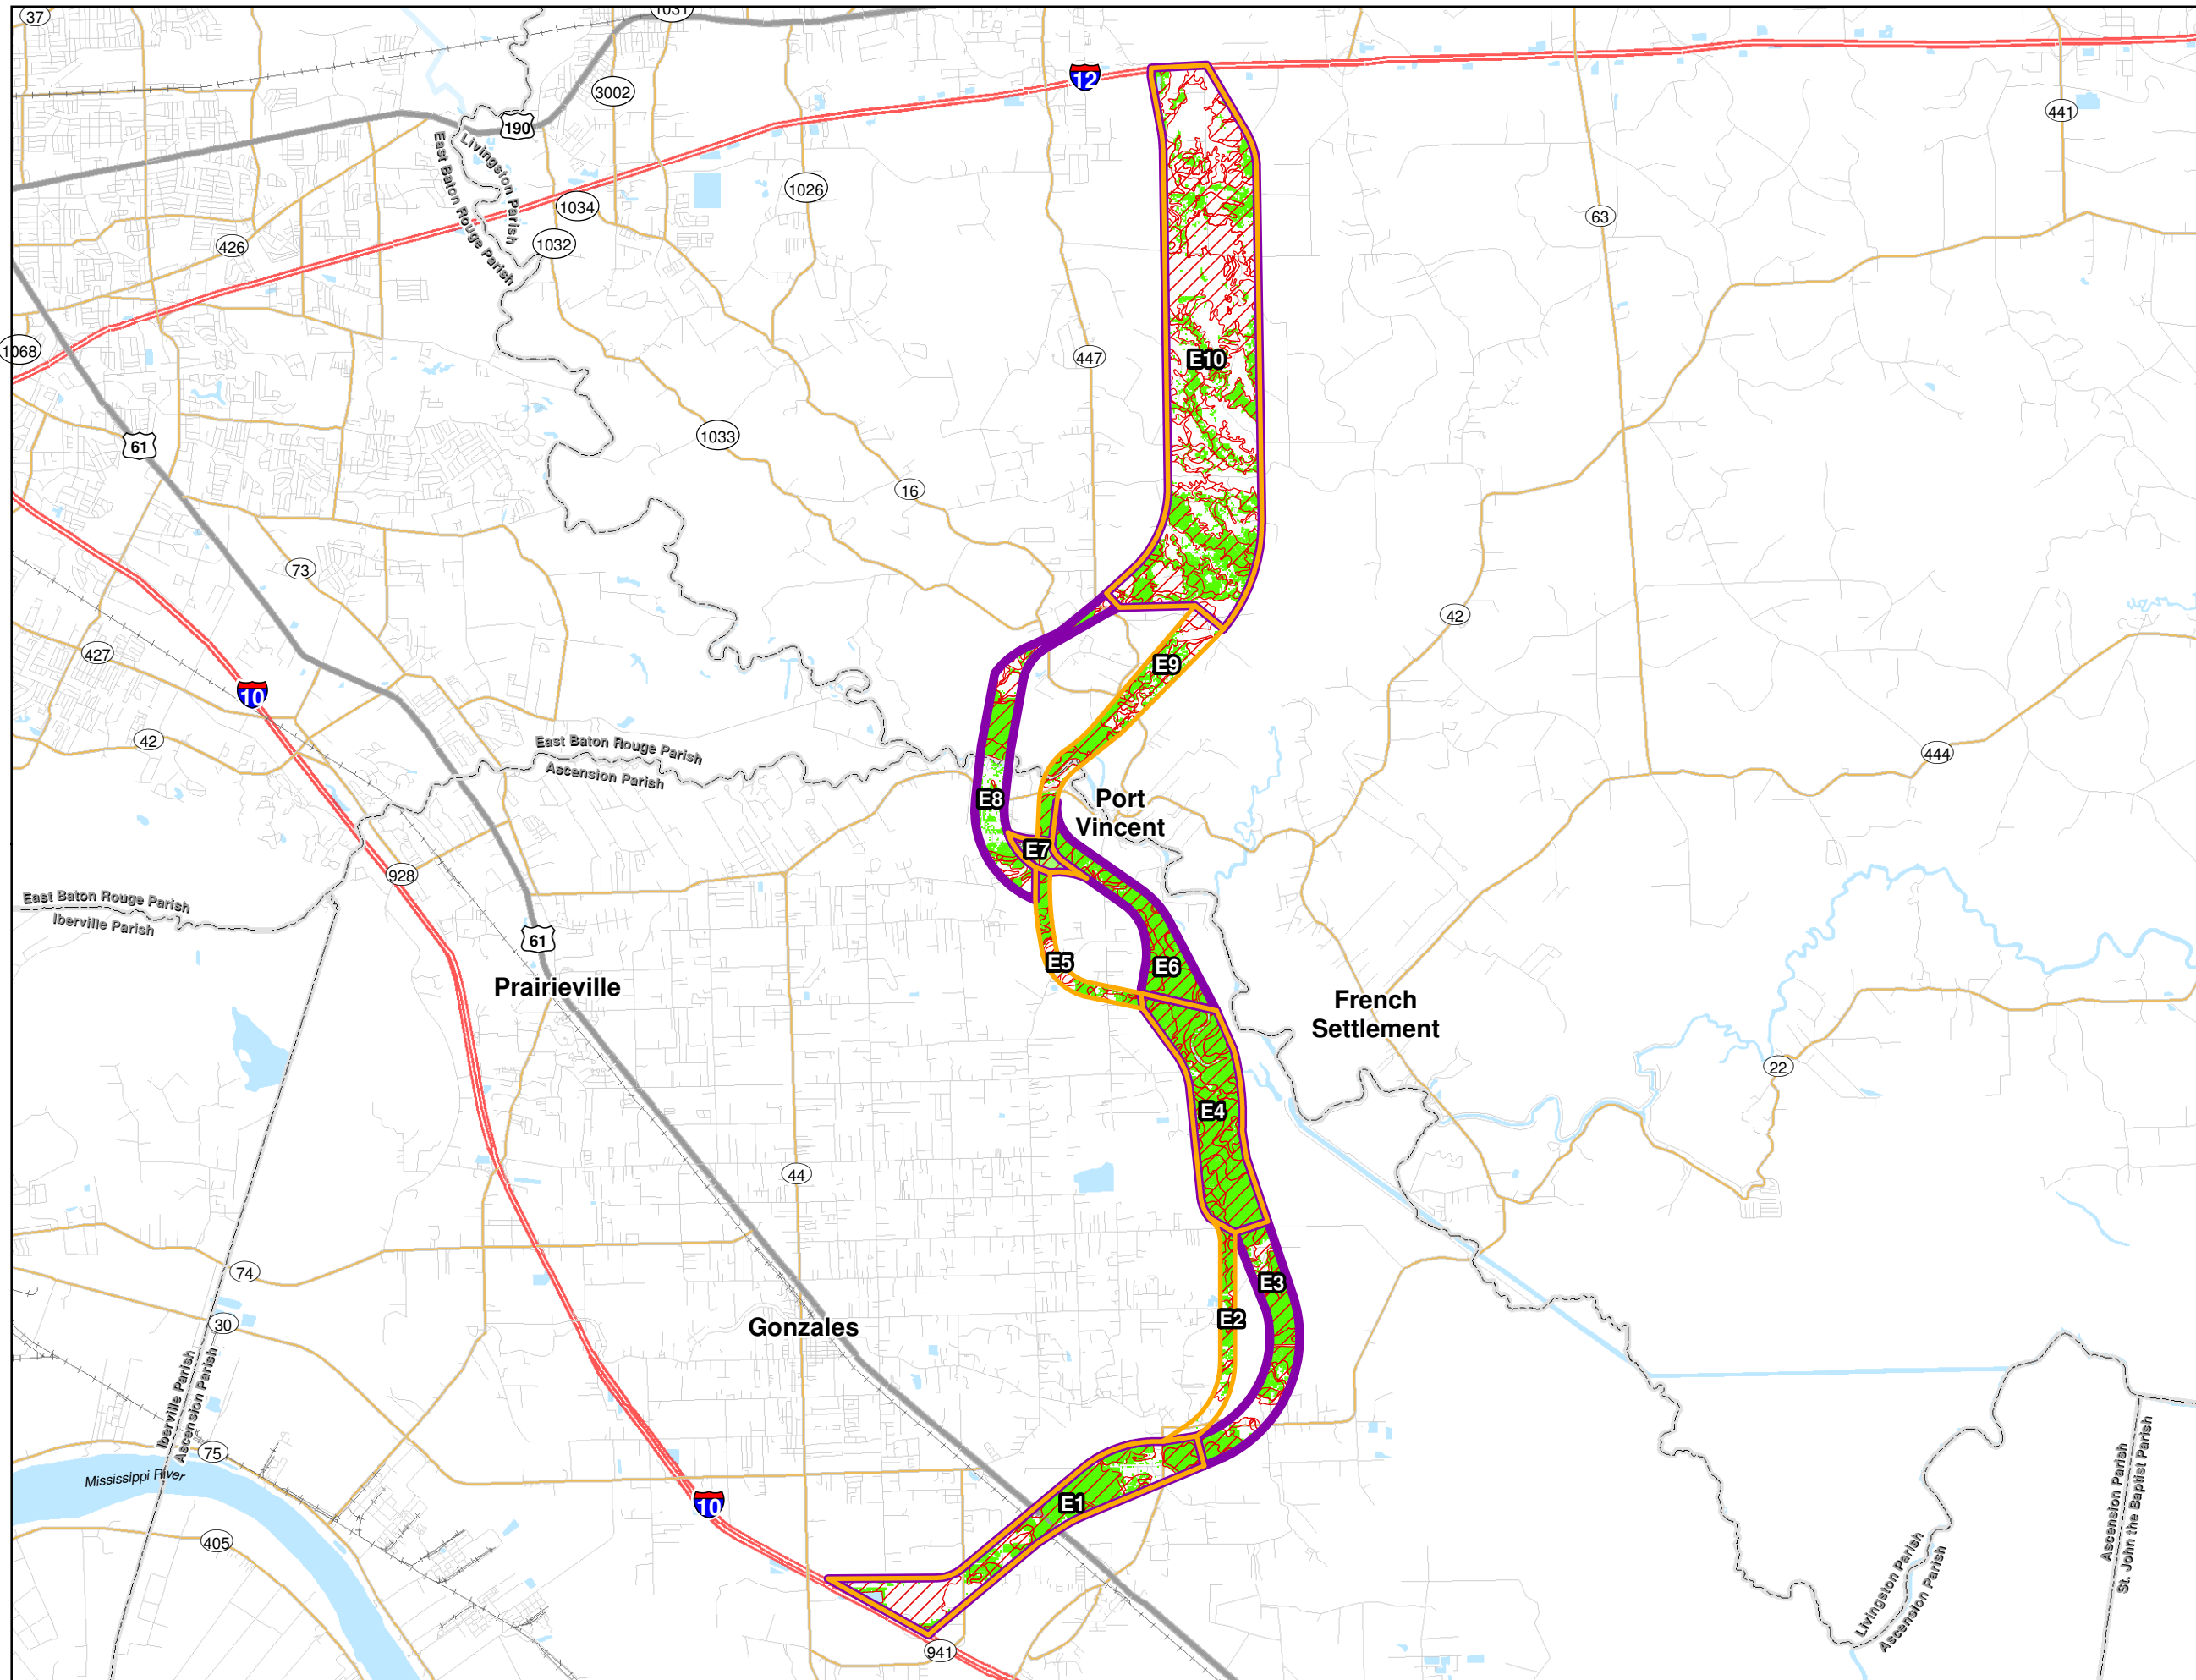 37
1031
12
3002
190
441
Livingston Parish
East Baton Rouge Parish
1026
1034
63
426
1032
1068
447
E10
61
1033
16
73
42
427
E9
10
42
East Baton Rouge Parish
Ascension Parish
444
E8
Port
Vincent
E7
928
East Baton Rouge Parish
Iberville Parish
61
E5
E6
Prairieville
French
Settlement
22
E4
44
74
E3
30
E2
Gonzales
Iberville Parish
Ascension Parish
75
Mississippi River
E1
10
405
Ascension Parish
St. John the Baptist Parish
Livingston Parish
Ascension Parish
941